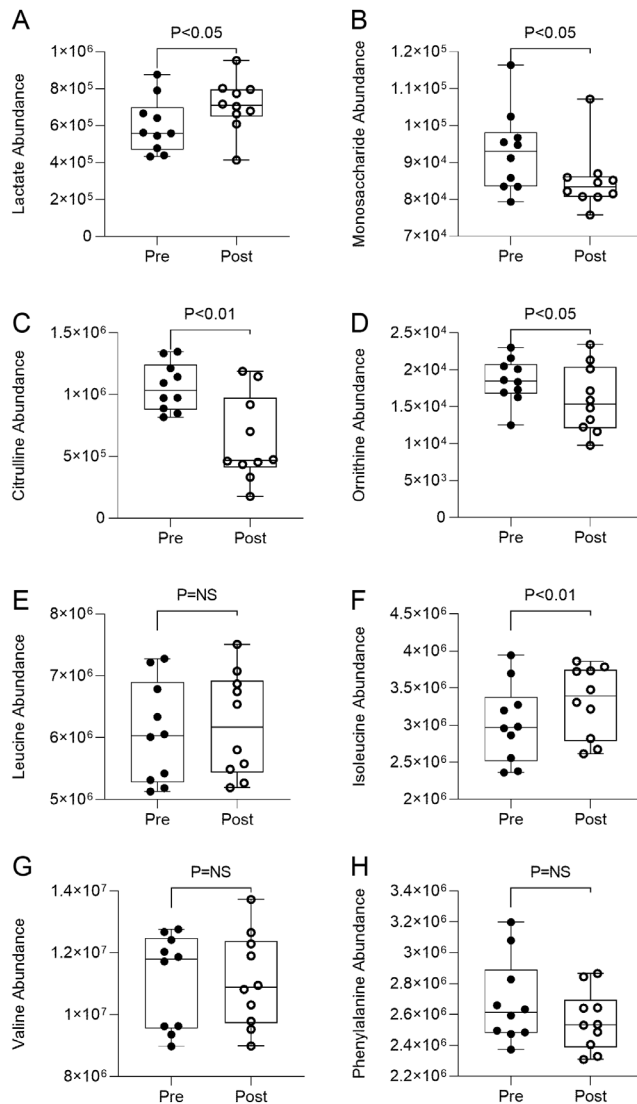 A
P<0.05
Lactate Abundance
1×10⁶
8×10⁵
6×10⁵
4×10⁵
2×10⁵
0
Pre
Post
B
P<0.05
Monosaccharide Abundance
1.2×10⁵
1×10⁵
9×10⁴
8×10⁴
7×10⁴
Pre
Post
C
P<0.01
Citrulline Abundance
1.5×10⁶
1×10⁶
5×10⁵
0
Pre
Post
D
P<0.05
Ornithine Abundance
2.5×10⁴
2×10⁴
1.5×10⁴
1×10⁴
5×10³
0
Pre
Post
E
P=NS
Leucine Abundance
8×10⁶
7×10⁶
6×10⁶
5×10⁶
Pre
Post
F
P<0.01
Isoleucine Abundance
4.5×10⁶
4×10⁶
3.5×10⁶
3×10⁶
2.5×10⁶
2×10⁶
Pre
Post
G
P=NS
Valine Abundance
1.4×10⁷
1.2×10⁷
1×10⁷
8×10⁶
Pre
Post
H
P=NS
Phenylalanine Abundance
3.4×10⁶
3.2×10⁶
3×10⁶
2.8×10⁶
2.6×10⁶
2.4×10⁶
2.2×10⁶
Pre
Post